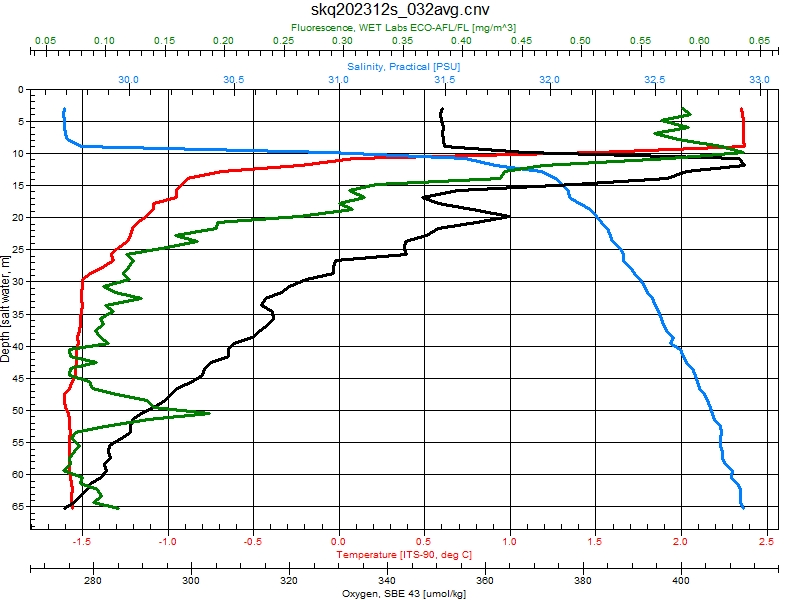 skq202312s_032avg.cnv
Fluorescence, WET Labs ECO-AFL/FL [mg/m^3]
0.05 0.10 0.15 0.20 0.25 0.30 0.35 0.40 0.45 0.50 0.55 0.60 0.65
Salinity, Practical [PSU]
30.0 30.5 31.0 31.5 32.0 32.5 33.0
0
5
10
15
20
25
30
35
40
45
50
55
60
65
Depth [salt water, m]
-1.5 -1.0 -0.5 0.0 0.5 1.0 1.5 2.0 2.5
Temperature [ITS-90, deg C]
280 300 320 340 360 380 400
Oxygen, SBE 43 [umol/kg]